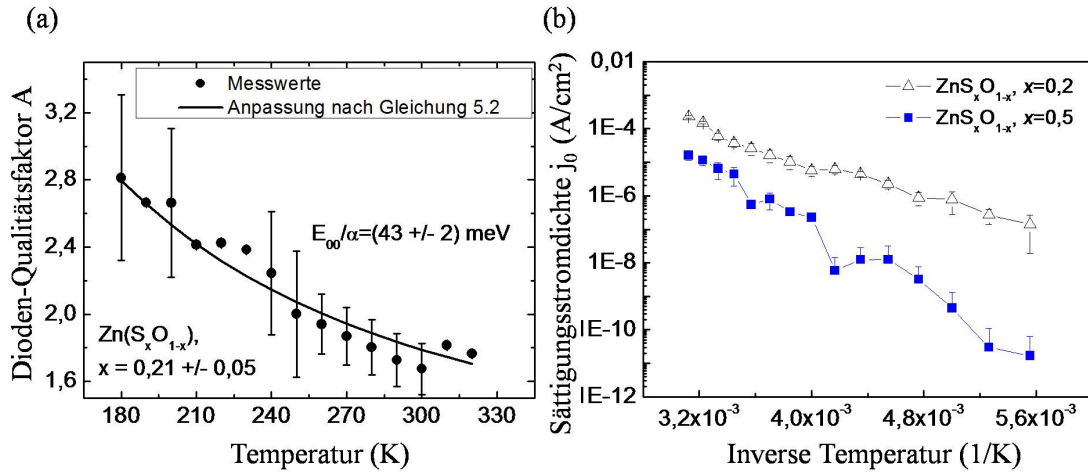 (a)
Dioden-Qualitätsfaktor A
3,2
2,8
2,4
2,0
1,6
Messwerte
Anpassung nach Gleichung 5.2
E₀₀/α=(43 +/- 2) meV
Zn(SₓO₁₋ₓ),
x = 0,21 +/- 0,05
180 210 240 270 300 330
Temperatur (K)
(b)
Sättigungsstromdichte j₀ (A/cm²)
0,01
1E-4
1E-6
1E-8
1E-10
1E-12
ZnSₓO₁₋ₓ, x=0,2
ZnSₓO₁₋ₓ, x=0,5
3,2x10⁻³ 4,0x10⁻³ 4,8x10⁻³ 5,6x10⁻³
Inverse Temperatur (1/K)